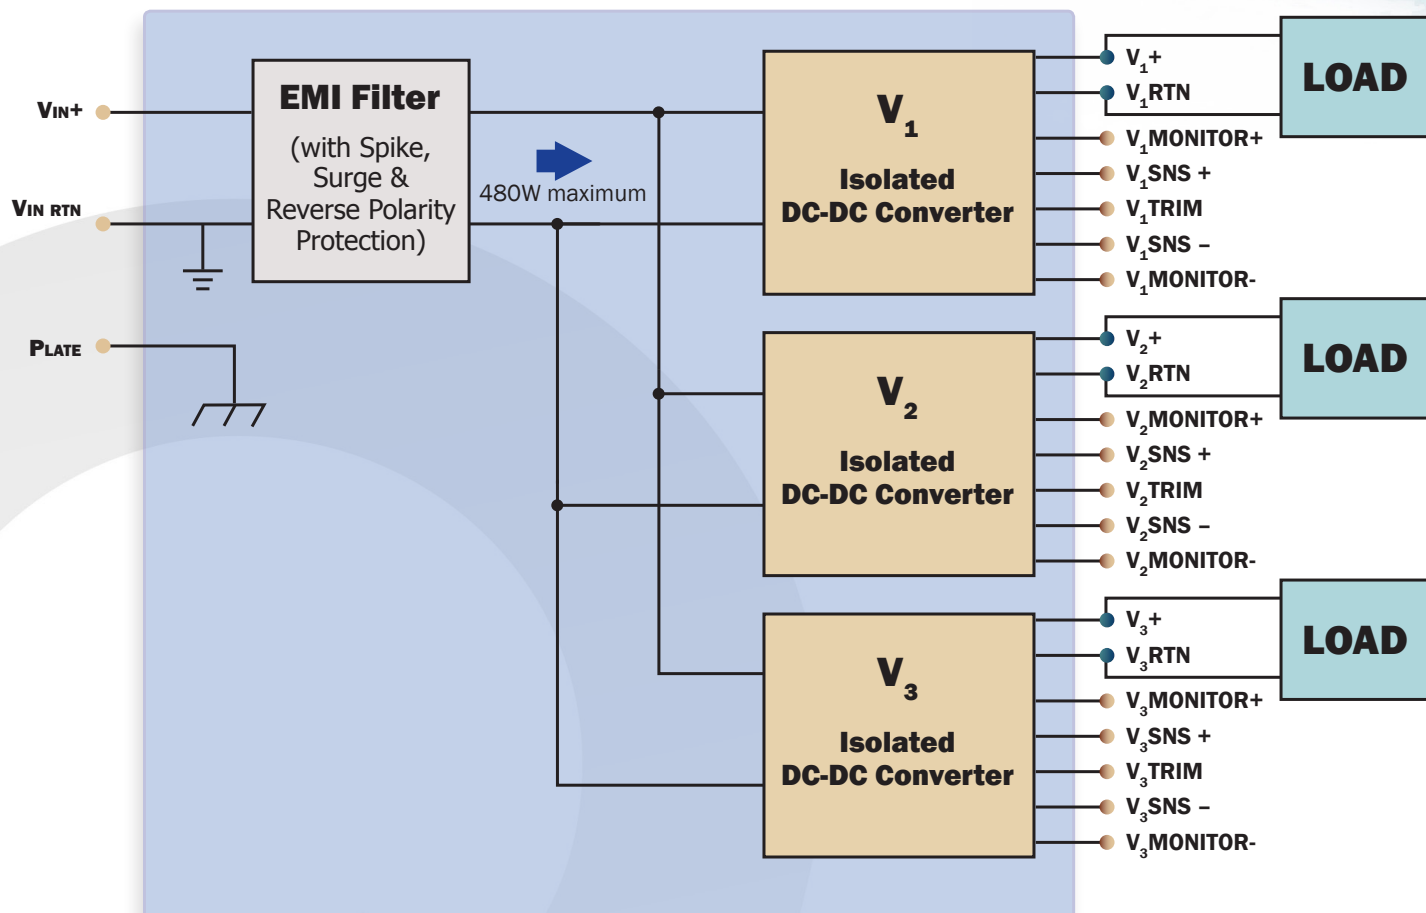 VIN+
VIN RTN
PLATE
EMI Filter
(with Spike,
Surge &
Reverse Polarity
Protection)
480W maximum
V1
Isolated
DC-DC Converter
V1+
V1RTN
V1MONITOR+
V1SNS +
V1TRIM
V1SNS –
V1MONITOR-
LOAD
V2
Isolated
DC-DC Converter
V2+
V2RTN
V2MONITOR+
V2SNS +
V2TRIM
V2SNS –
V2MONITOR-
LOAD
V3
Isolated
DC-DC Converter
V3+
V3RTN
V3MONITOR+
V3SNS +
V3TRIM
V3SNS –
V3MONITOR-
LOAD